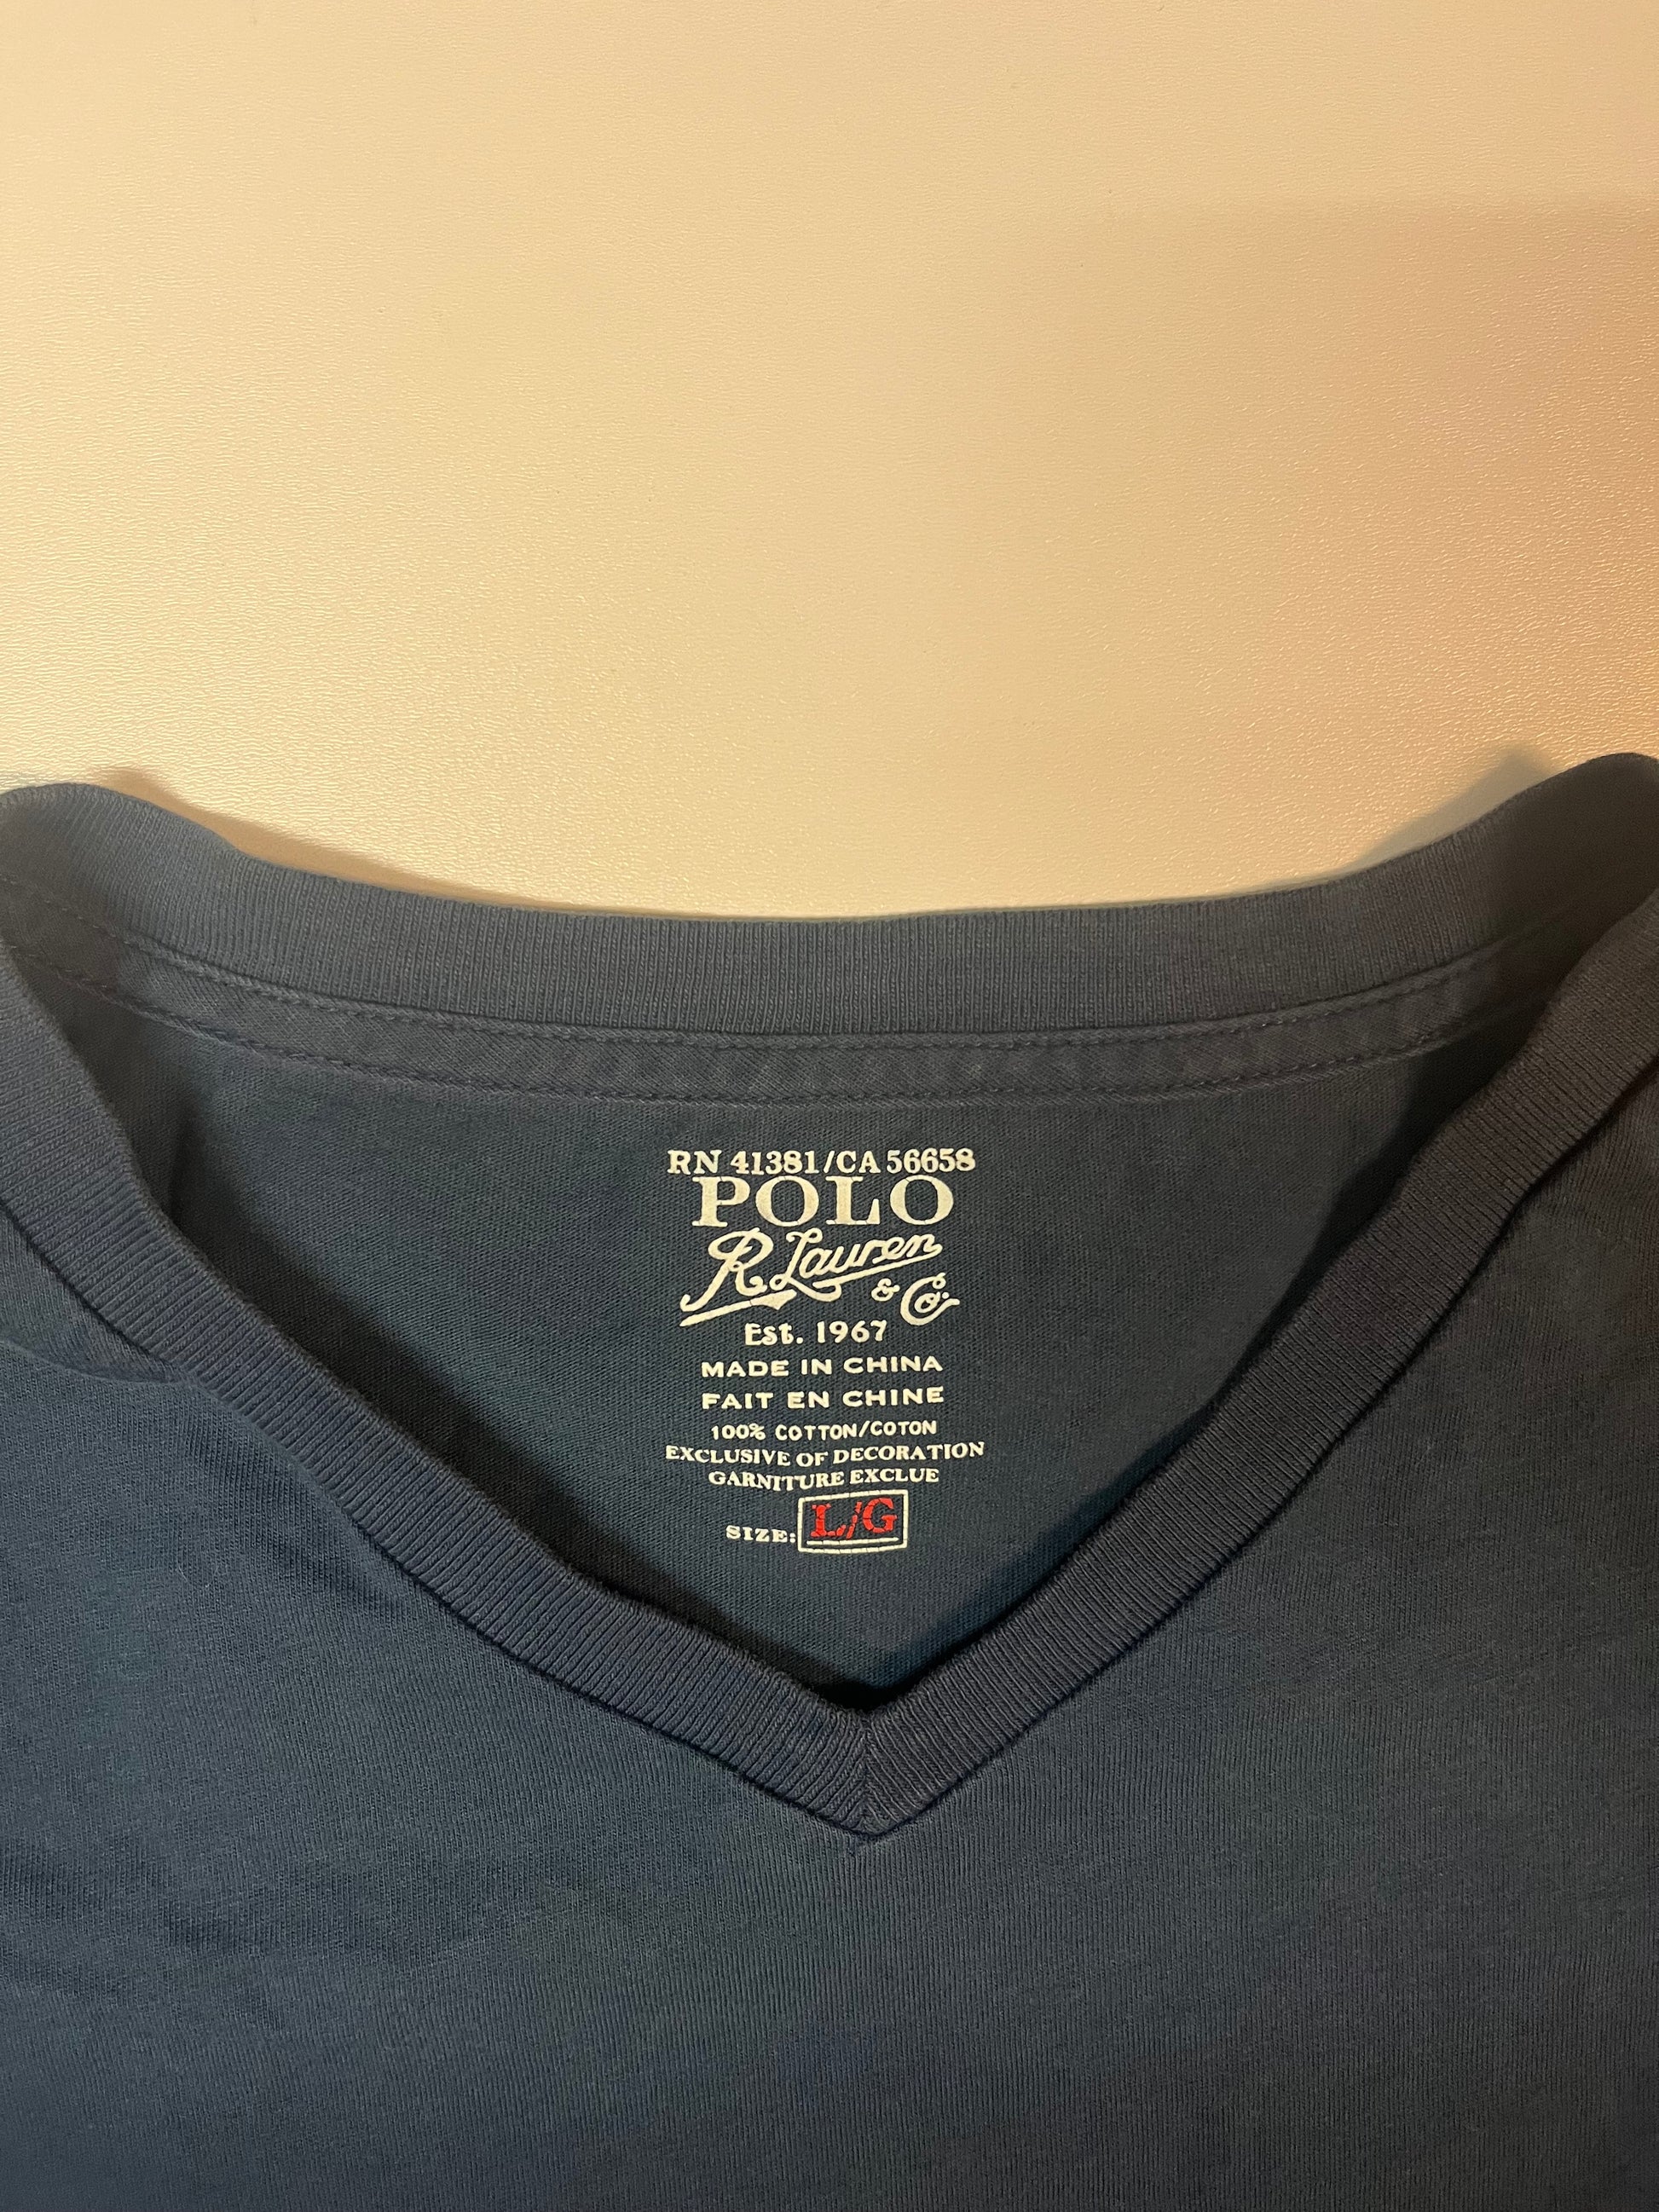 RN 41381/CA 56658
POLO
R. Lauren
& Co.
Est. 1967
MADE IN CHINA
FAIT EN CHINE
100% COTTON/COTON
EXCLUSIVE OF DECORATION
GARNITURE EXCLUE
SIZE: L/G